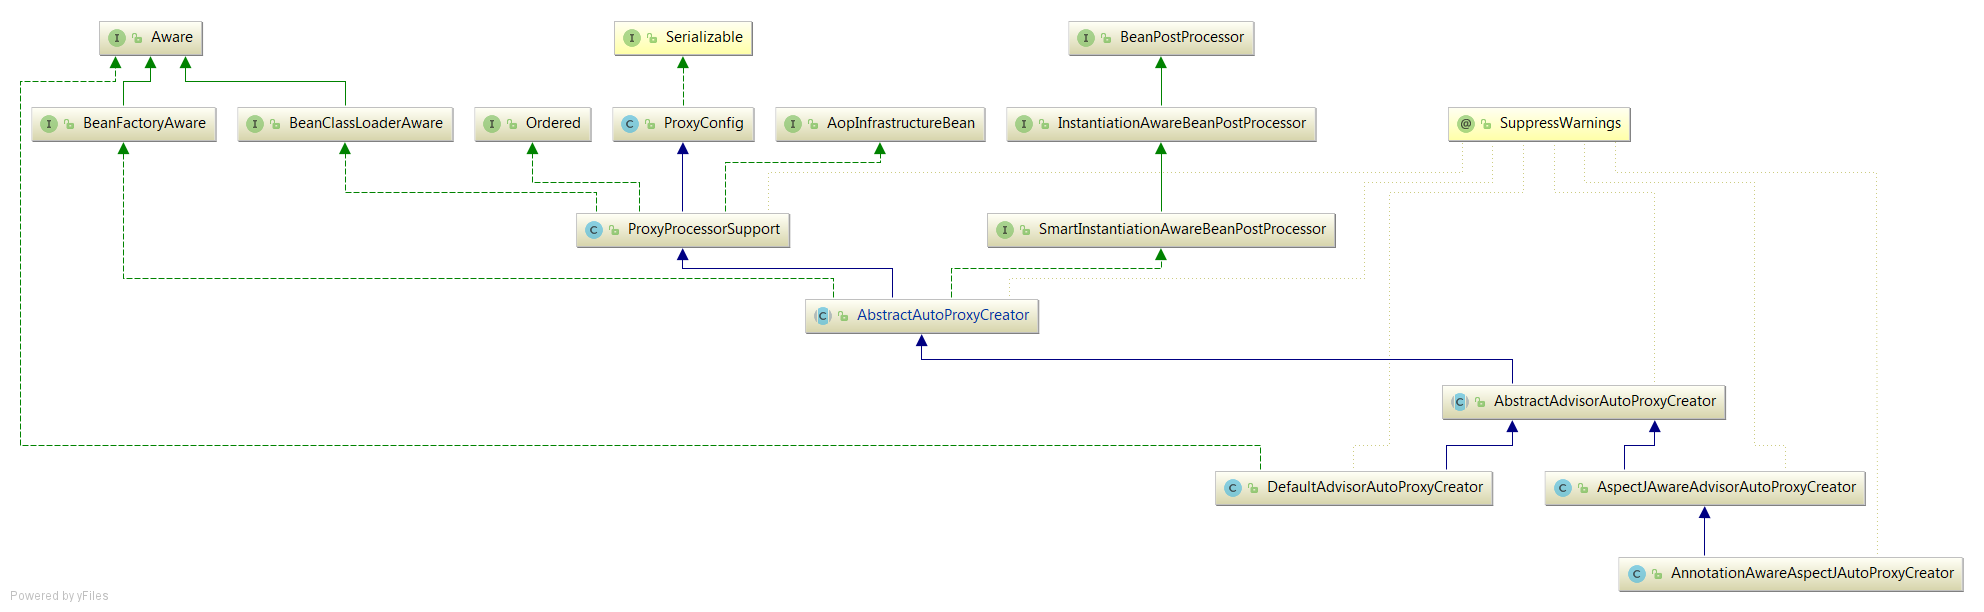 Aware
Serializable
BeanPostProcessor
BeanFactoryAware
BeanClassLoaderAware
Ordered
ProxyConfig
AopInfrastructureBean
InstantiationAwareBeanPostProcessor
SuppressWarnings
ProxyProcessorSupport
SmartInstantiationAwareBeanPostProcessor
AbstractAutoProxyCreator
AbstractAdvisorAutoProxyCreator
DefaultAdvisorAutoProxyCreator
AspectJAwareAdvisorAutoProxyCreator
AnnotationAwareAspectJAutoProxyCreator
Powered by yFiles